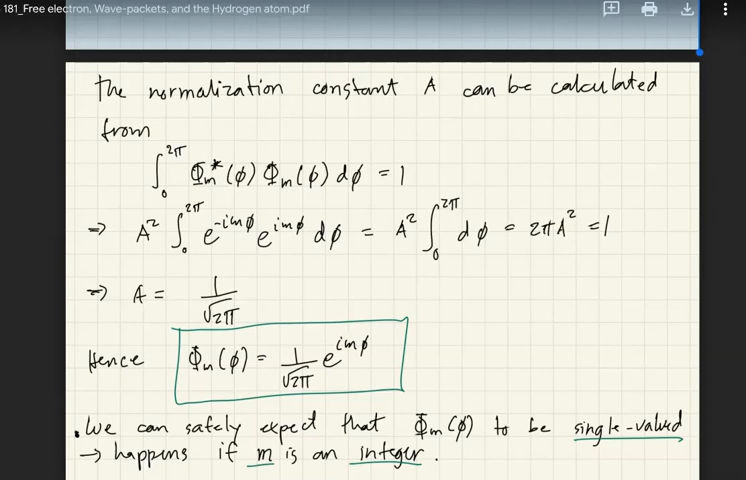 181_Free electron, Wave-packets, and the Hydrogen atom.pdf
The normalization constant A can be calculated
from
∫₀^{2π} Φₘ*(ϕ) Φₘ(ϕ) dϕ = 1
⇒ A² ∫₀^{2π} e^{-imϕ} e^{imϕ} dϕ = A² ∫₀^{2π} dϕ = 2πA² = 1
⇒ A = 1/√2π
Hence Φₘ(ϕ) = 1/√2π e^{imϕ}
. We can safely expect that Φₘ(ϕ) to be single-valued
→ happens if m is an integer.